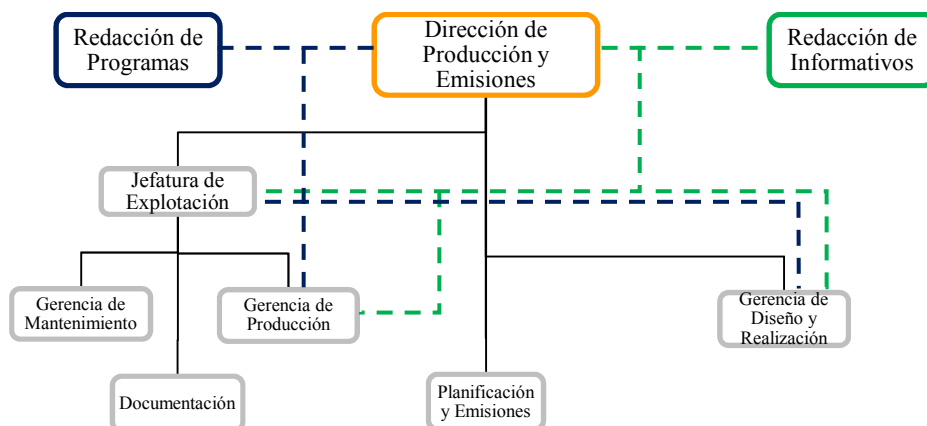 Redacción de
Programas
Dirección de
Producción y
Emisiones
Redacción de
Informativos
Jefatura de
Explotación
Gerencia de
Mantenimiento
Gerencia de
Producción
Gerencia de
Diseño y
Realización
Documentación
Planificación
y Emisiones